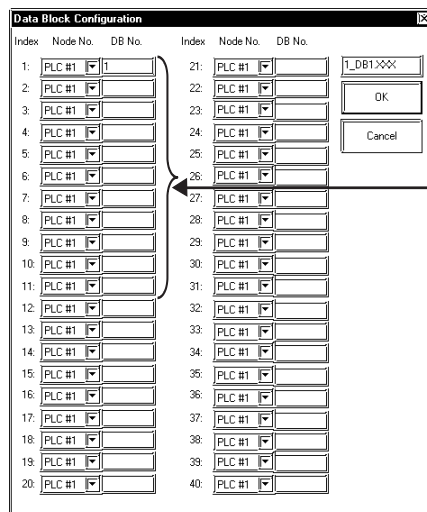 Data Block Configuration
Index Node No. DB No. Index Node No. DB No.
1: PLC #1 1 21: PLC #1 1_DB1.XXX
2: PLC #1 22: PLC #1 OK
3: PLC #1 23: PLC #1
4: PLC #1 24: PLC #1 Cancel
5: PLC #1 25: PLC #1
6: PLC #1 26: PLC #1
7: PLC #1 27: PLC #1
8: PLC #1 28: PLC #1
9: PLC #1 29: PLC #1
10: PLC #1 30: PLC #1
11: PLC #1 31: PLC #1
12: PLC #1 32: PLC #1
13: PLC #1 33: PLC #1
14: PLC #1 34: PLC #1
15: PLC #1 35: PLC #1
16: PLC #1 36: PLC #1
17: PLC #1 37: PLC #1
18: PLC #1 38: PLC #1
19: PLC #1 39: PLC #1
20: PLC #1 40: PLC #1